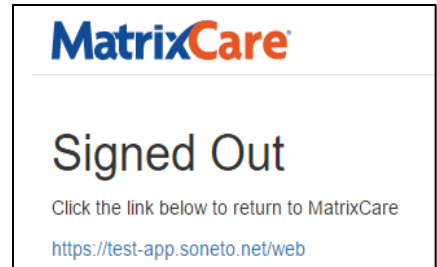 MatrixCare
Signed Out
Click the link below to return to MatrixCare
https://test-app.soneto.net/web